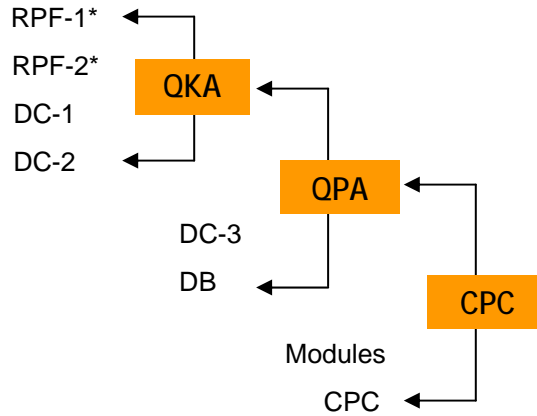 RPF-1*
RPF-2*
QKA
DC-1
DC-2
QPA
DC-3
DB
CPC
Modules
CPC